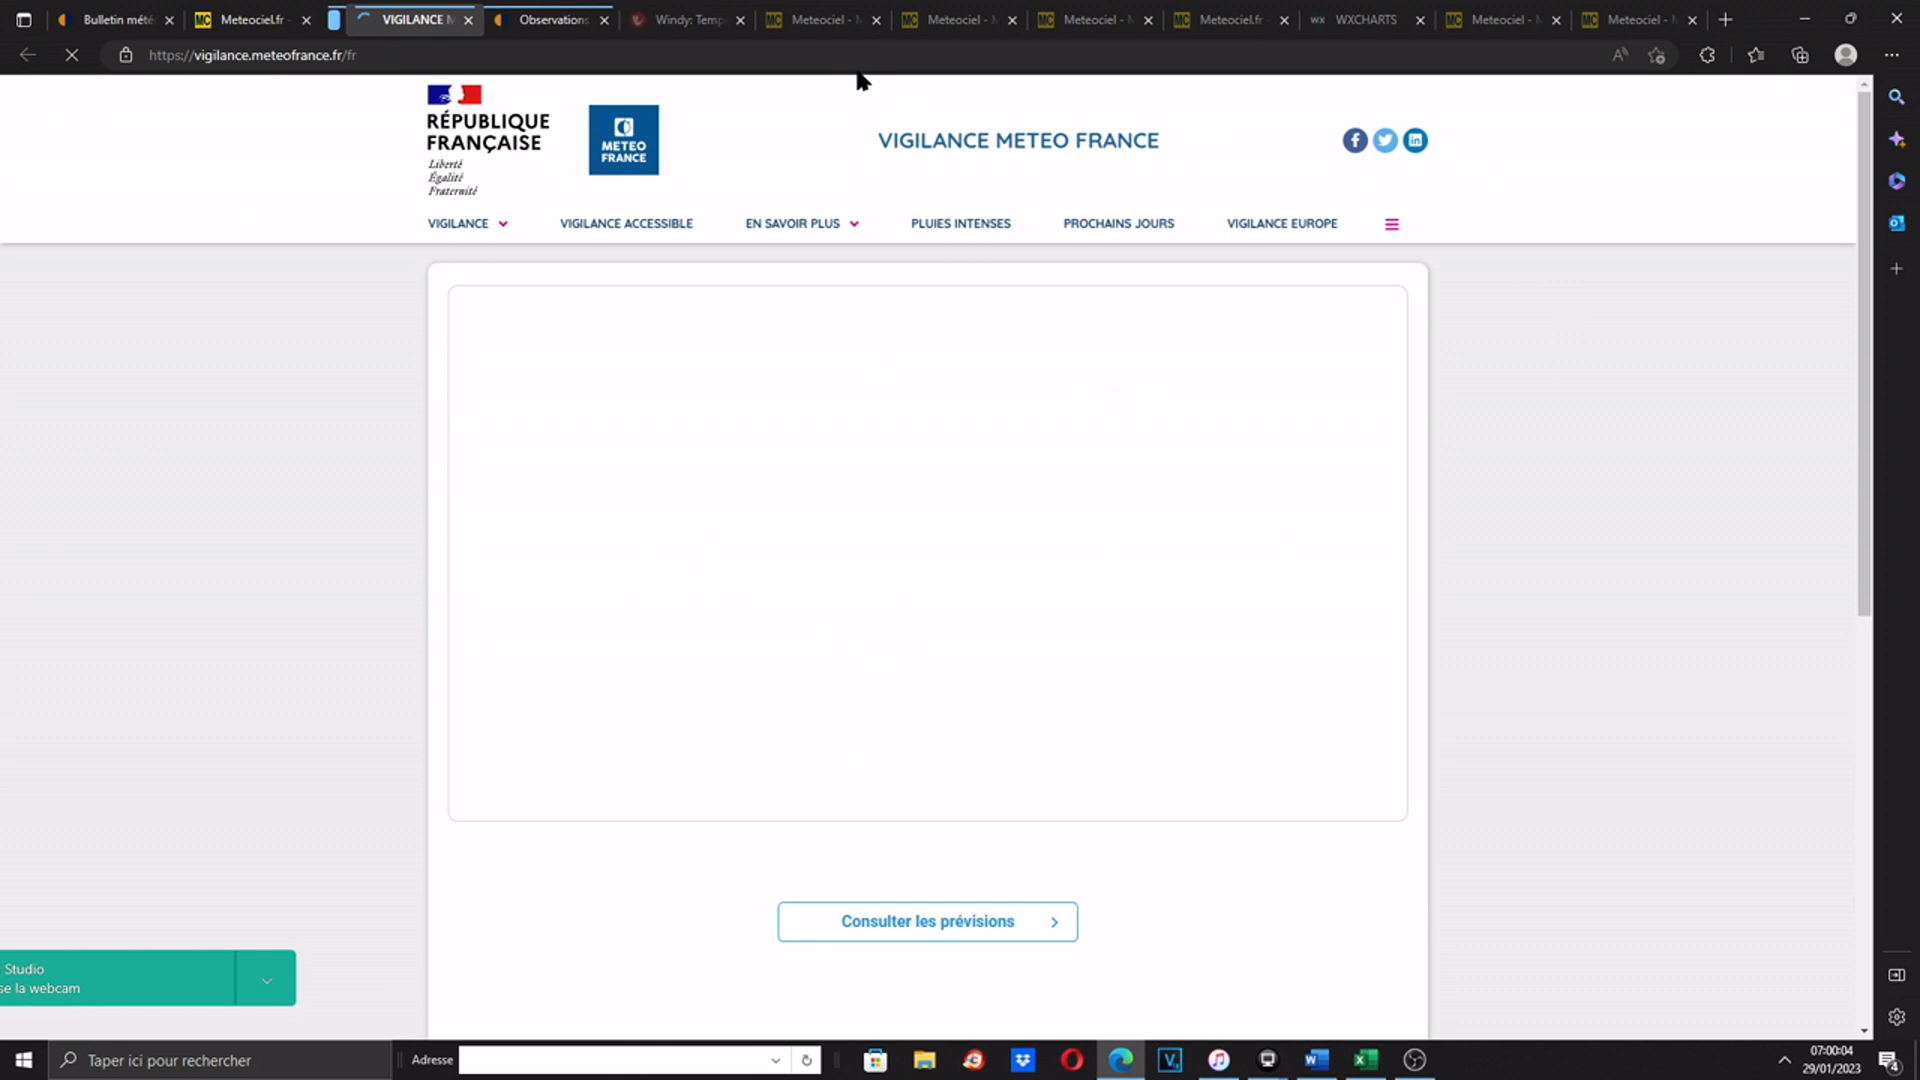 Bulletin mété
Meteociel.fr -
VIGILANCE M
Observations
Windy: Temp
Meteociel - M
Meteociel - M
Meteociel - M
Meteociel.fr -
WXCHARTS
Meteociel - M
Meteociel - M
https://vigilance.meteofrance.fr/fr
RÉPUBLIQUE
FRANÇAISE
Liberté
Égalité
Fraternité
METEO
FRANCE
VIGILANCE METEO FRANCE
VIGILANCE
VIGILANCE ACCESSIBLE
EN SAVOIR PLUS
PLUIES INTENSES
PROCHAINS JOURS
VIGILANCE EUROPE
Consulter les prévisions
Studio
se la webcam
Taper ici pour rechercher
Adresse
07:00:04
29/01/2023
4